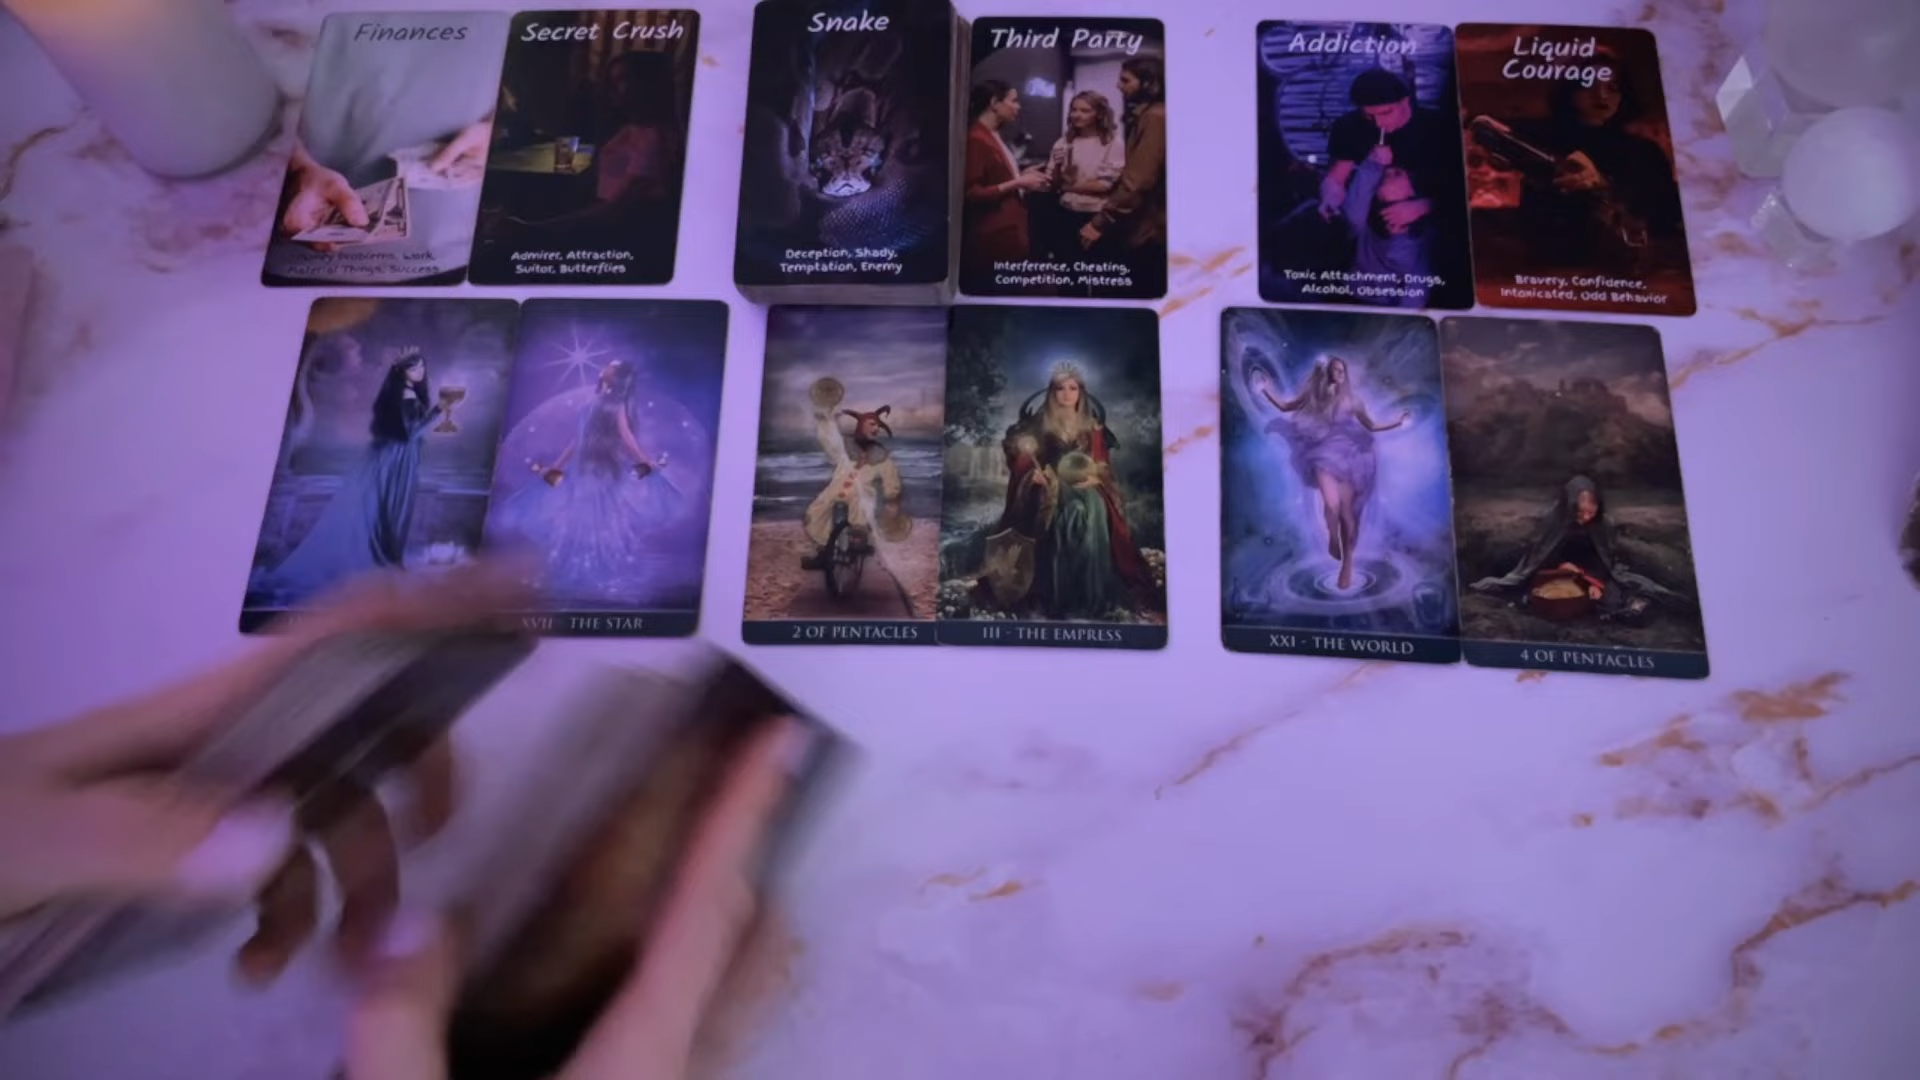 Finances
Secret Crush
Snake
Third Party
Addiction
Liquid
Courage
Money Problems, Work,
Material Things, Success
Admirer, Attraction,
Suitor, Butterflies
Deception, Shady,
Temptation, Enemy
Interference, Cheating,
Competition, Mistress
Toxic Attachment, Drugs,
Alcohol, Obsession
Bravery, Confidence,
Intoxicated, Odd Behavior
XVII - THE STAR
2 OF PENTACLES
III - THE EMPRESS
XXI - THE WORLD
4 OF PENTACLES